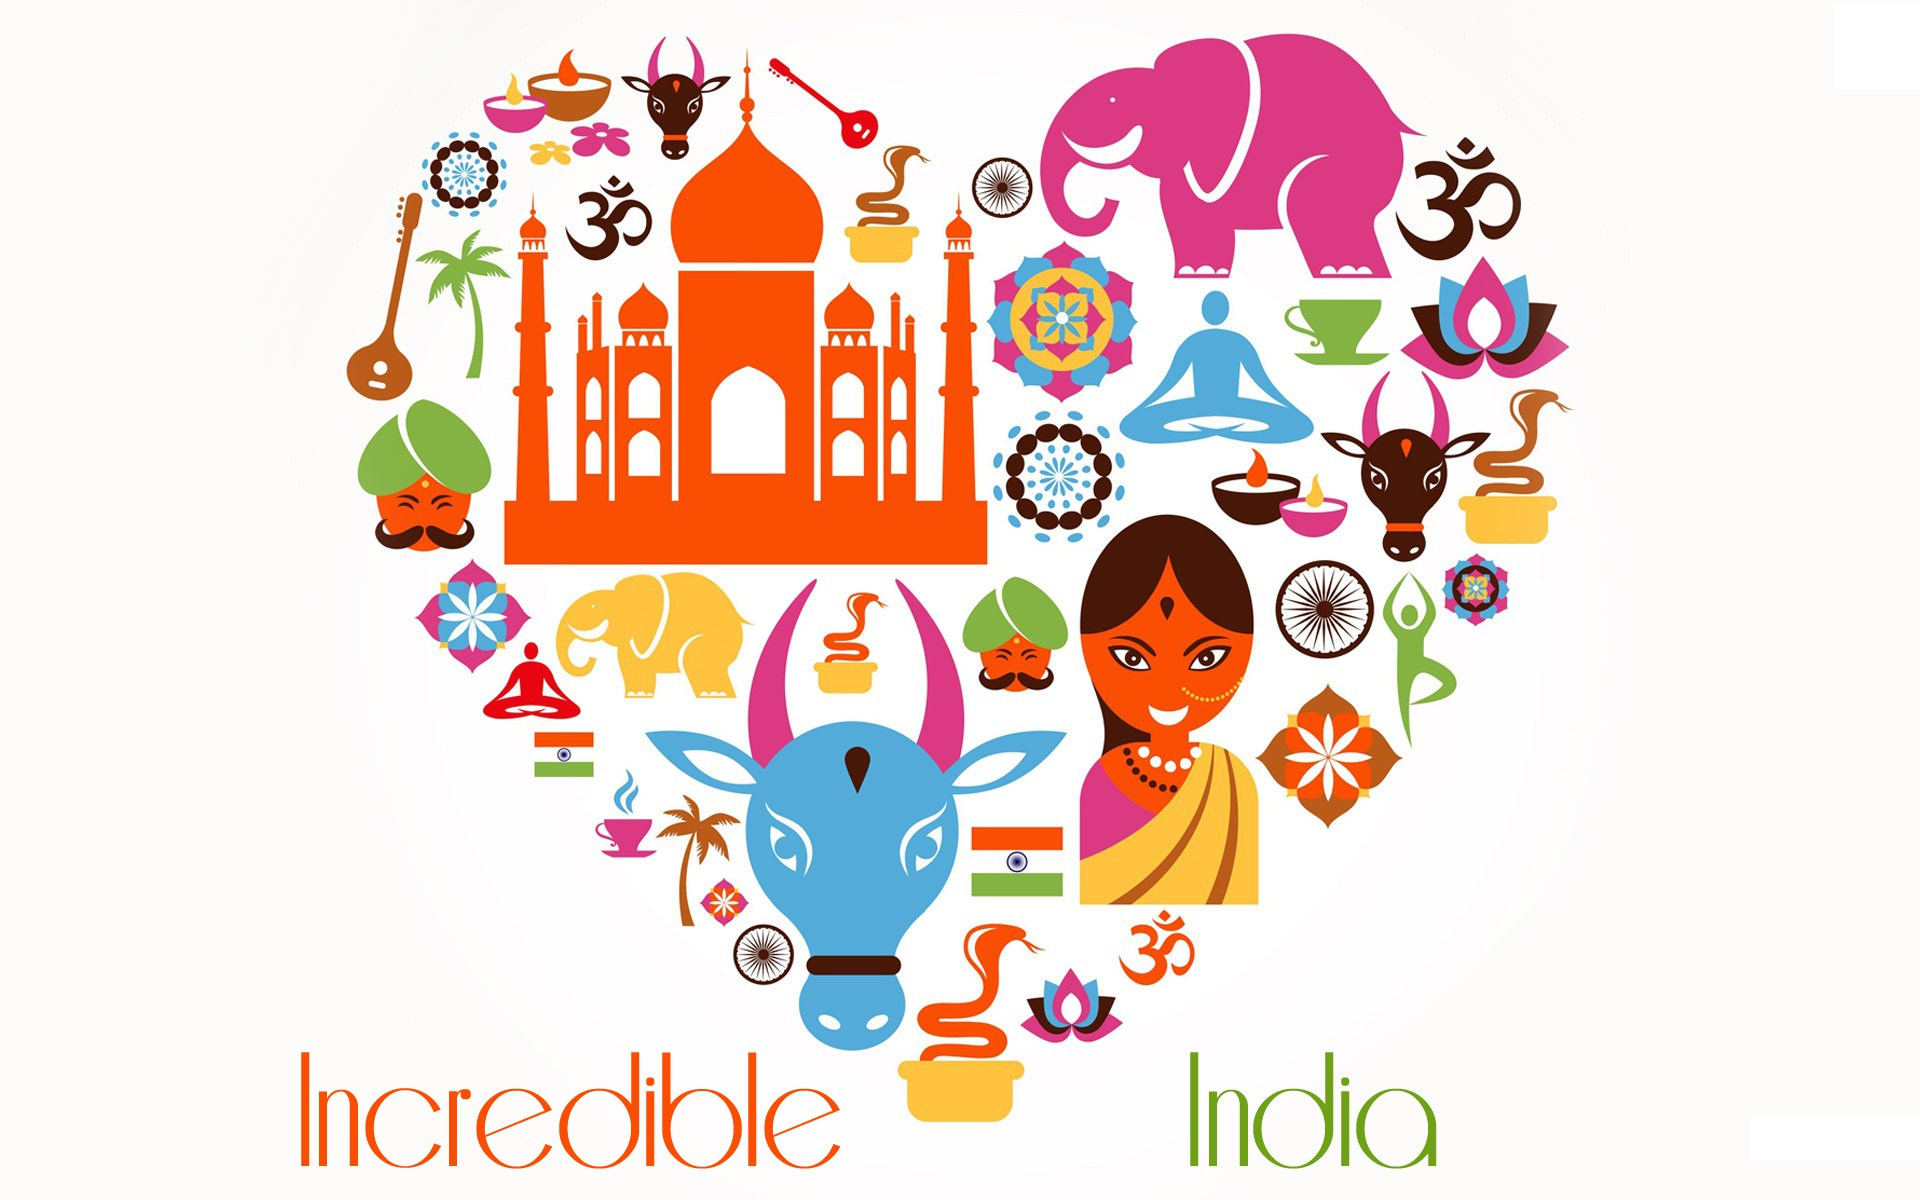 ॐ
ॐ
ॐ
Incredible India